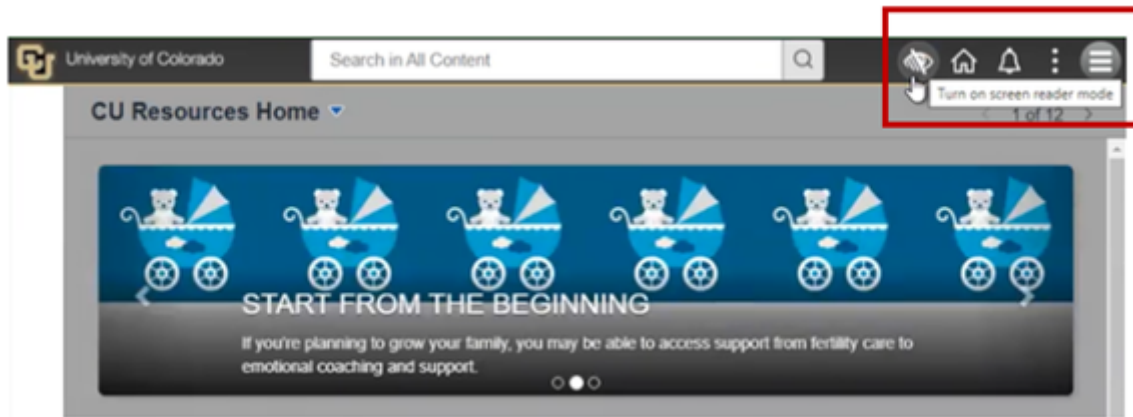 CU
University of Colorado
Search in All Content
Turn on screen reader mode
CU Resources Home
1 of 12
START FROM THE BEGINNING
If you're planning to grow your family, you may be able to access support from fertility care to
emotional coaching and support.